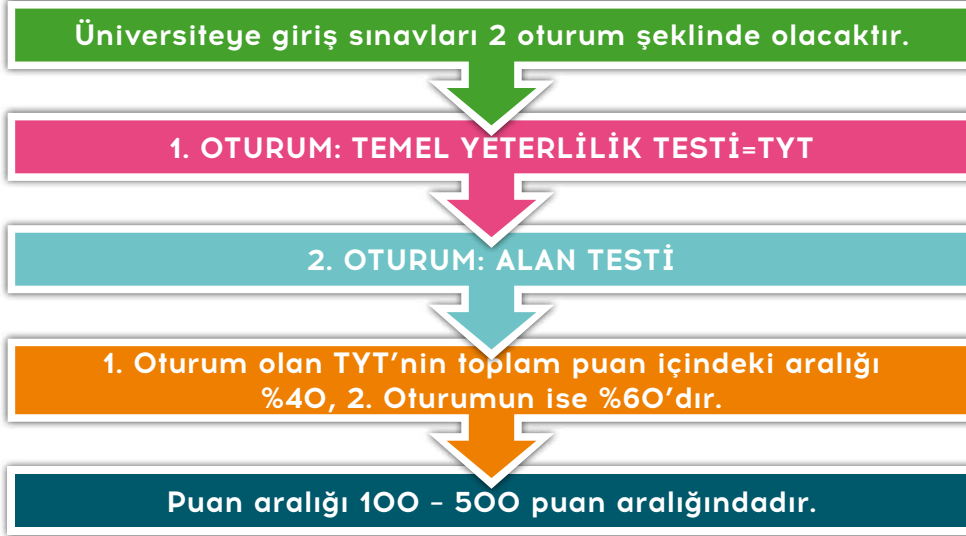 Üniversiteye giriş sınavları 2 oturum şeklinde olacaktır.
1. OTURUM: TEMEL YETERLİLİK TESTİ=TYT
2. OTURUM: ALAN TESTİ
1. Oturum olan TYT'nin toplam puan içindeki aralığı
%40, 2. Oturumun ise %60'dır.
Puan aralığı 100 - 500 puan aralığındadır.